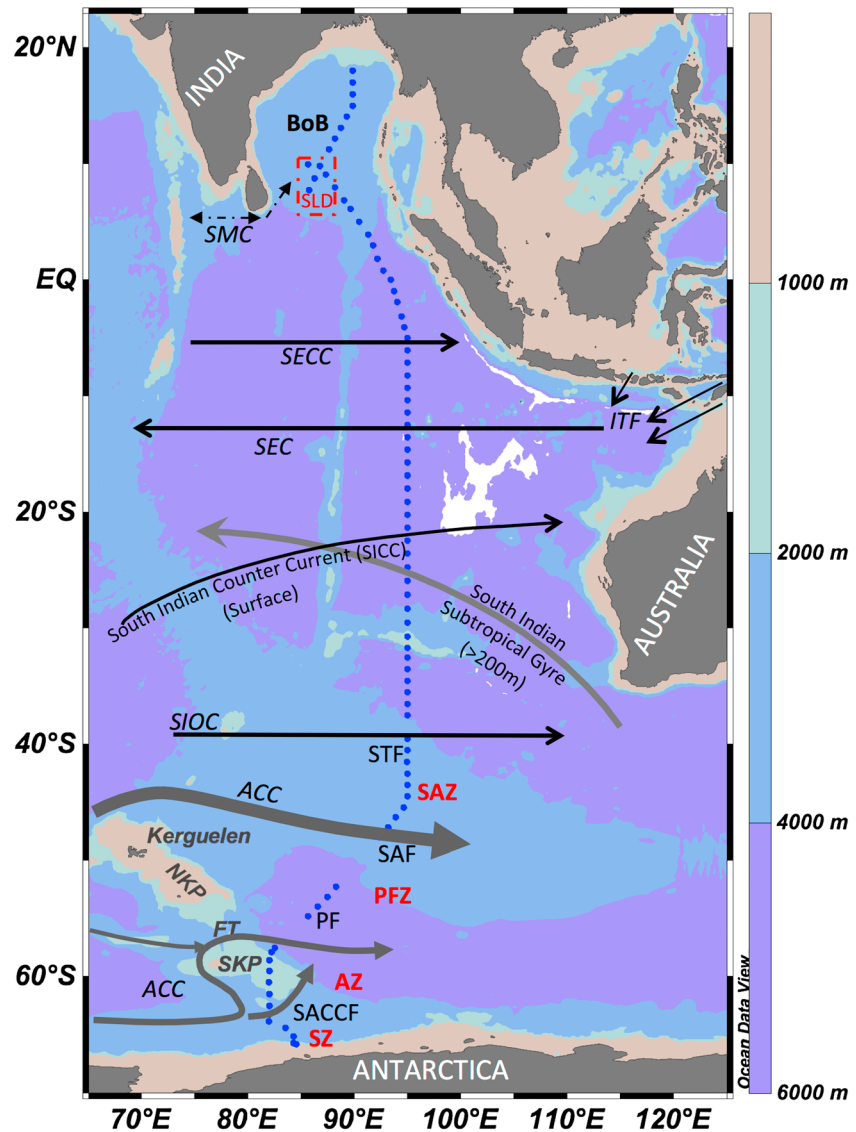 20°N
EQ
20°S
40°S
60°S
INDIA
BoB
SLD
SMC
SECC
ITF
SEC
South Indian Counter Current (SICC)
(Surface)
South Indian
Subtropical Gyre
(>200m)
AUSTRALIA
SIOC
STF
SAZ
ACC
SAF
Kerguelen
NKP
PFZ
PF
FT
SKP
AZ
ACC
SACCF
SZ
ANTARCTICA
70°E
80°E
90°E
100°E
110°E
120°E
1000 m
2000 m
4000 m
6000 m
Ocean Data View